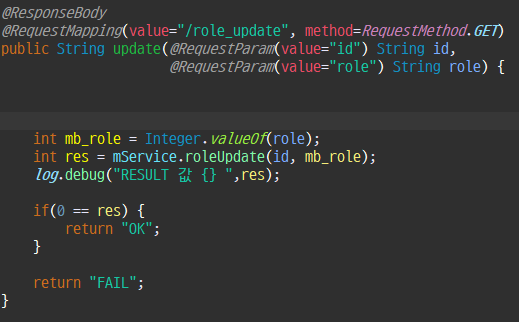 @ResponseBody
@RequestMapping(value="/role_update", method=RequestMethod.GET)
public String update(@RequestParam(value="id") String id,
@RequestParam(value="role") String role) {
int mb_role = Integer.valueOf(role);
int res = mService.roleUpdate(id, mb_role);
log.debug("RESULT 값 {} ",res);
if(0 == res) {
return "OK";
}
return "FAIL";
}